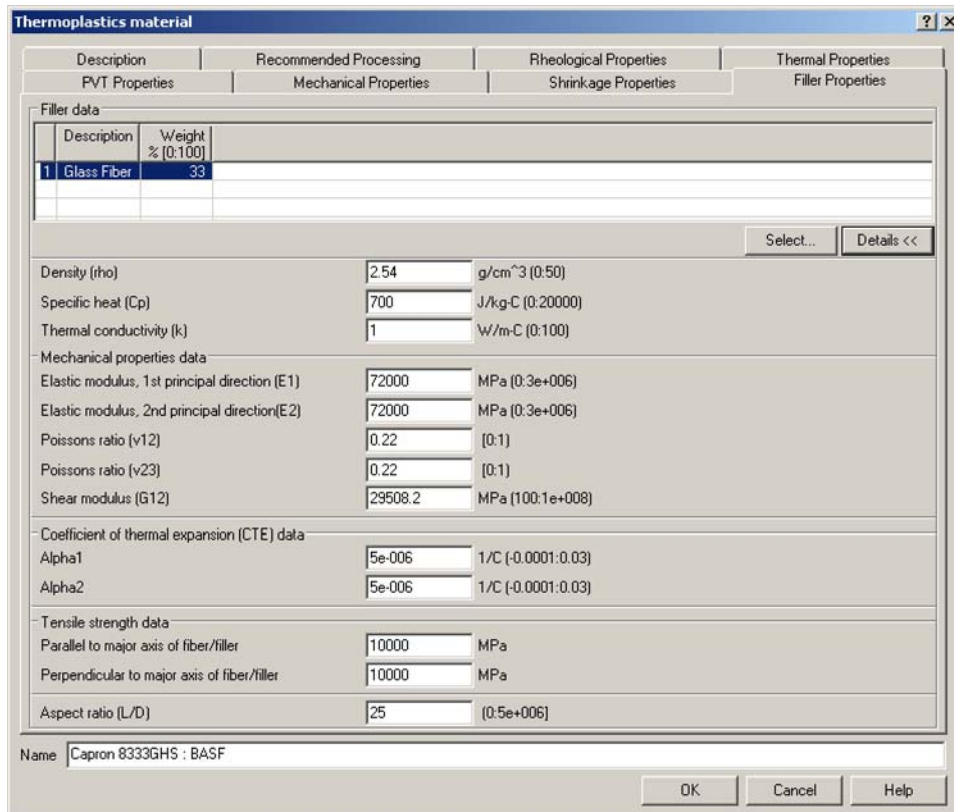 Thermoplastics material
Description Recommended Processing Rheological Properties Thermal Properties
PVT Properties Mechanical Properties Shrinkage Properties Filler Properties
Filler data
Description Weight
% [0:100]
1 Glass Fiber 33
Select... Details <<
Density (rho) 2.54 g/cm^3 (0:50)
Specific heat (Cp) 700 J/kg-C (0:20000)
Thermal conductivity (k) 1 W/m-C (0:100)
Mechanical properties data
Elastic modulus, 1st principal direction (E1) 72000 MPa (0:3e+006)
Elastic modulus, 2nd principal direction(E2) 72000 MPa (0:3e+006)
Poissons ratio (v12) 0.22 [0:1)
Poissons ratio (v23) 0.22 [0:1)
Shear modulus (G12) 29508.2 MPa (100:1e+008)
Coefficient of thermal expansion (CTE) data
Alpha1 5e-006 1/C (-0.0001:0.03)
Alpha2 5e-006 1/C (-0.0001:0.03)
Tensile strength data
Parallel to major axis of fiber/filler 10000 MPa
Perpendicular to major axis of fiber/filler 10000 MPa
Aspect ratio (L/D) 25 (0:5e+006]
Name Capron 8333GHS : BASF
OK Cancel Help